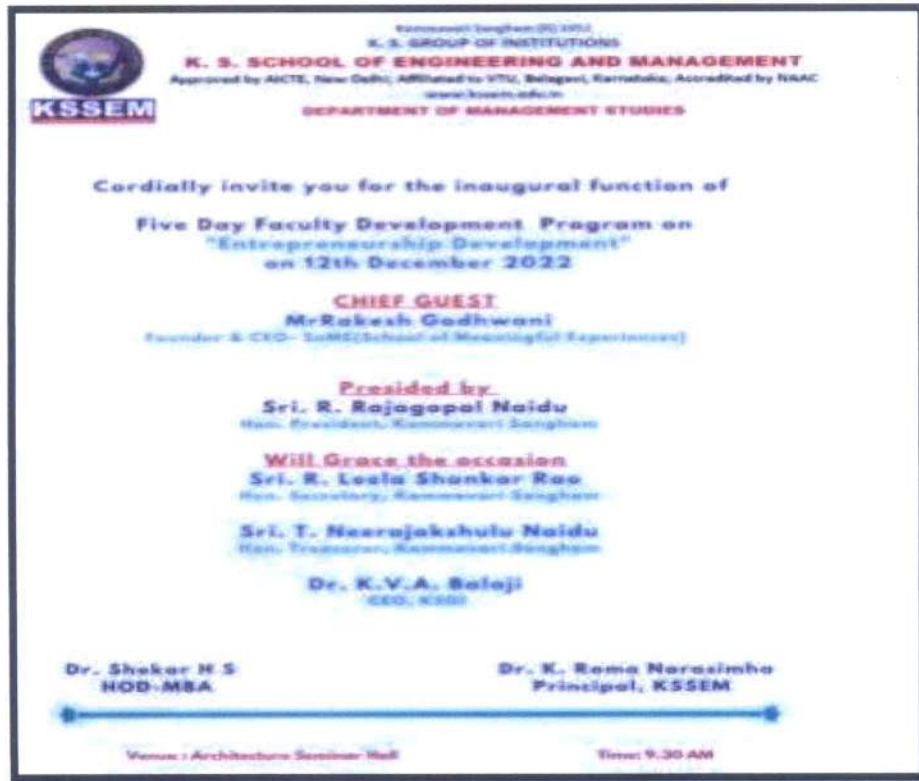 Kammavari Sangham (R) 1952
K. S. GROUP OF INSTITUTIONS
K. S. SCHOOL OF ENGINEERING AND MANAGEMENT
Approved by AICTE, New Delhi; Affiliated to VTU, Belagavi, Karnataka; Accredited by NAAC
www.kssem.edu.in
DEPARTMENT OF MANAGEMENT STUDIES
KSSEM
Cordially invite you for the inaugural function of
Five Day Faculty Development Program on
"Entrepreneurship Development"
on 12th December 2022
CHIEF GUEST
MrRakesh Godhwani
Founder & CEO- SoME(School of Meaningful Experiences)
Presided by
Sri. R. Rajagopal Naidu
Hon. President, Kammavari Sangham
Will Grace the occasion
Sri. R. Leela Shankar Rao
Hon. Secretary, Kammavari Sangham
Sri. T. Neerajakshulu Naidu
Hon. Treasurer, Kammavari Sangham
Dr. K.V.A. Balaji
CEO, KSGI
Dr. Shekar H S
HOD-MBA
Dr. K. Rama Narasimha
Principal, KSSEM
Venue : Architecture Seminar Hall
Time: 9.30 AM